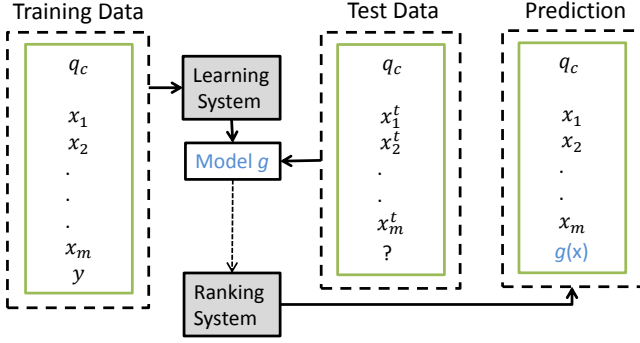 Training Data
q_c
x_1
x_2
.
.
.
x_m
y
Learning
System
Model g
Ranking
System
Test Data
q_c
x_1^t
x_2^t
.
.
x_m^t
?
Prediction
q_c
x_1
x_2
.
.
x_m
g(x)